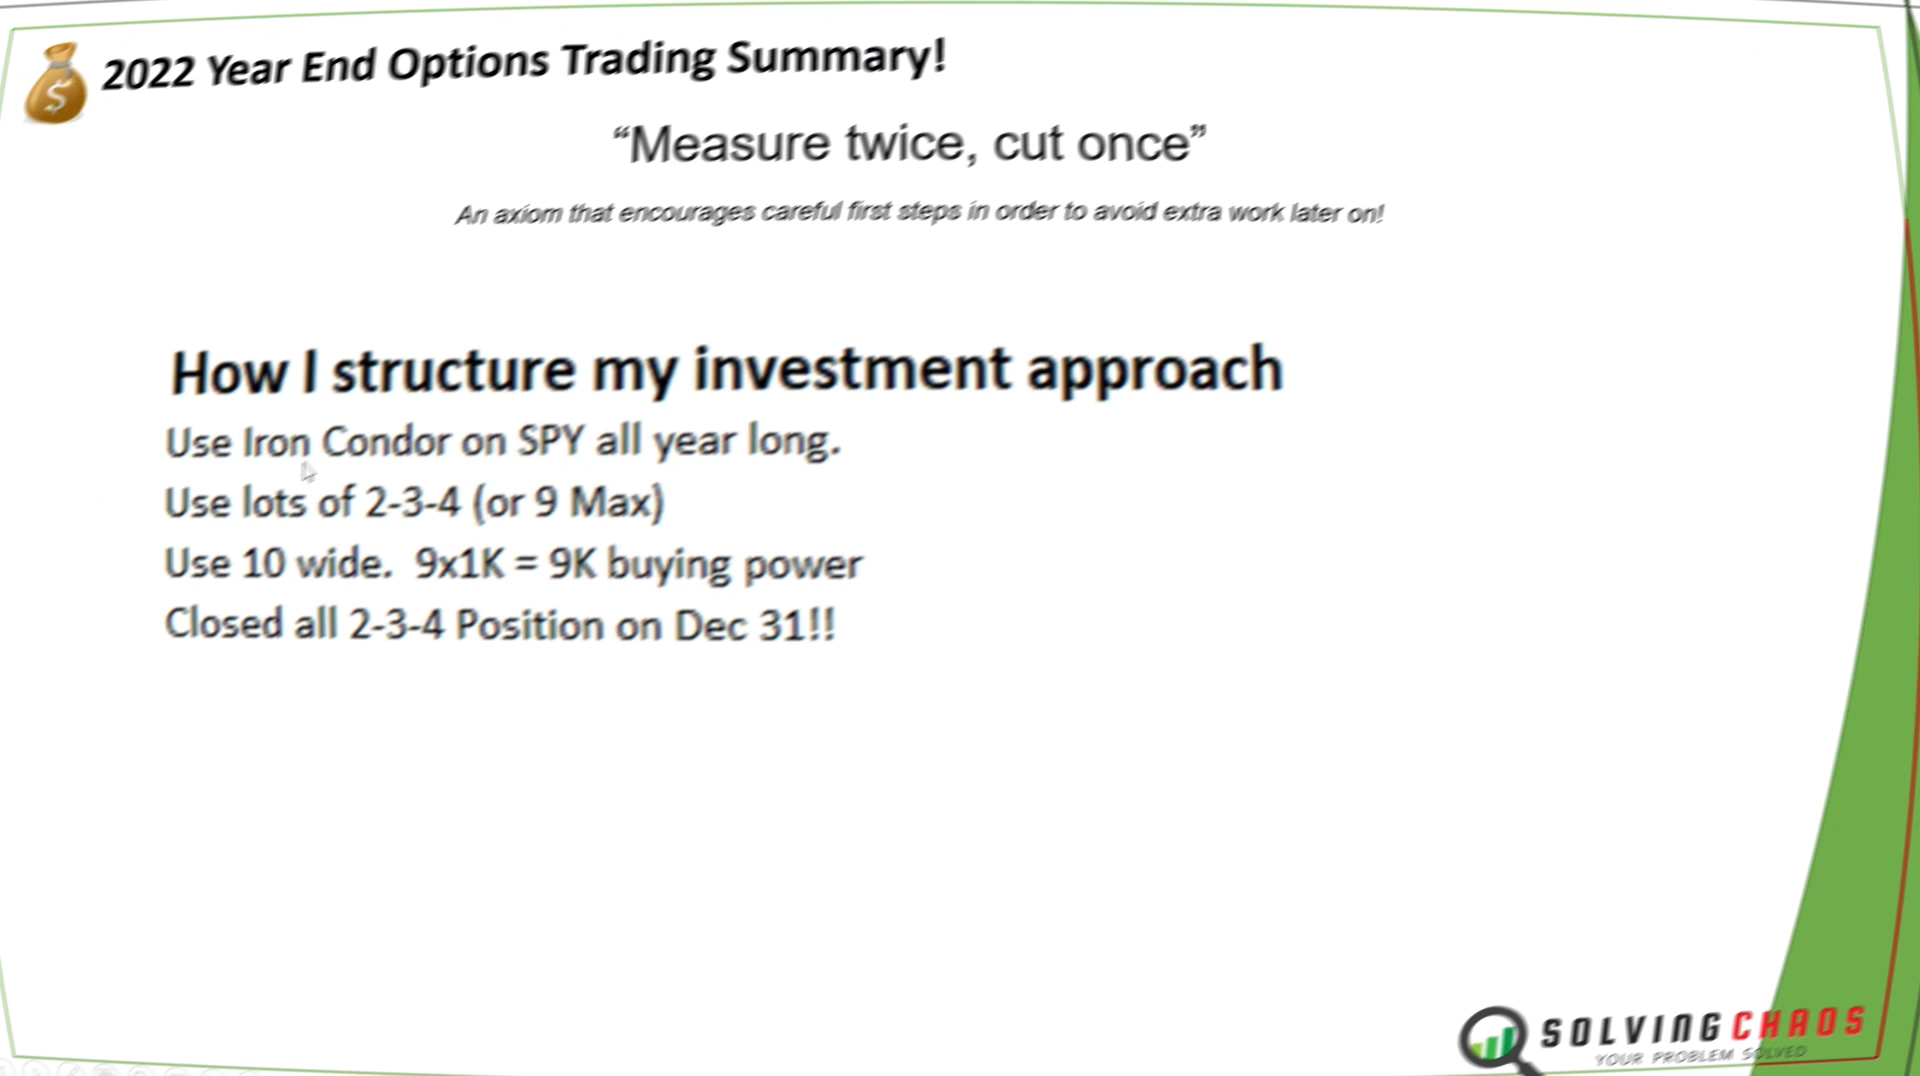 2022 Year End Options Trading Summary!
“Measure twice, cut once”
An axiom that encourages careful first steps in order to avoid extra work later on!
How I structure my investment approach
Use Iron Condor on SPY all year long.
Use lots of 2-3-4 (or 9 Max)
Use 10 wide.  9x1K = 9K buying power
Closed all 2-3-4 Position on Dec 31!!
SOLVING CHAOS
YOUR PROBLEM SOLVED
$